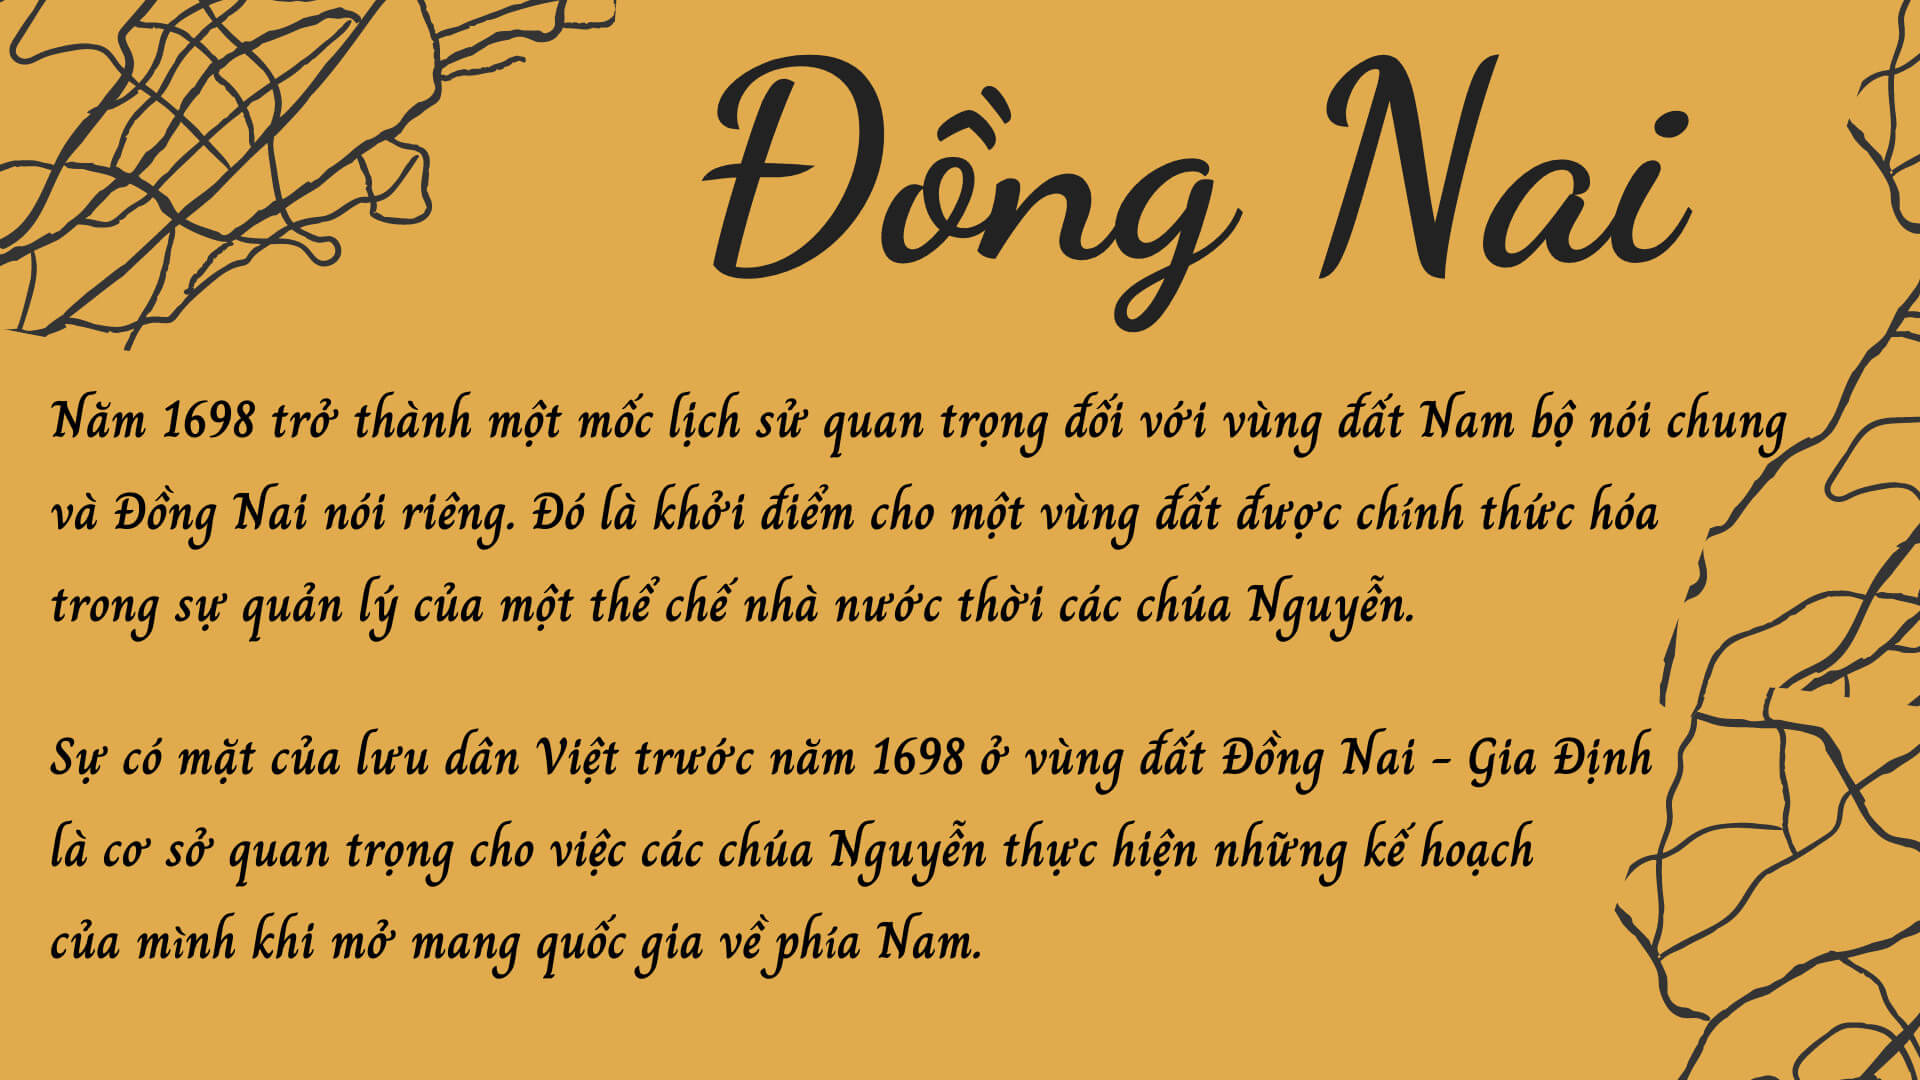 Đồng Nai
Năm 1698 trở thành một mốc lịch sử quan trọng đối với vùng đất Nam bộ nói chung
và Đồng Nai nói riêng. Đó là khởi điểm cho một vùng đất được chính thức hóa
trong sự quản lý của một thể chế nhà nước thời các chúa Nguyễn.
Sự có mặt của lưu dân Việt trước năm 1698 ở vùng đất Đồng Nai – Gia Định
là cơ sở quan trọng cho việc các chúa Nguyễn thực hiện những kế hoạch
của mình khi mở mang quốc gia về phía Nam.